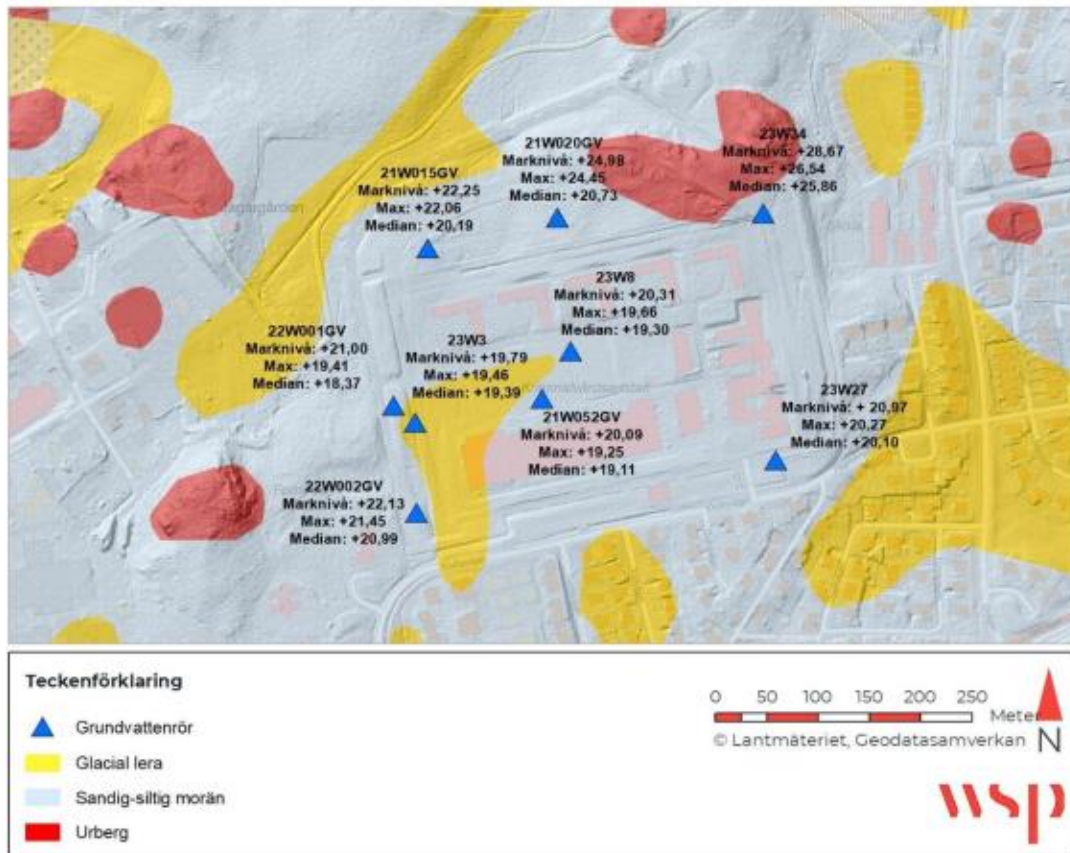 23W34
Marknivå: +28,67
Max: +26,54
Median: +25,86
21W020GV
Marknivå: +24,98
Max: +24,45
Median: +20,73
21W015GV
Marknivå: +22,25
Max: +22,06
Median: +20,19
23W8
Marknivå: +20,31
Max: +19,66
Median: +19,30
22W001GV
Marknivå: +21,00
Max: +19,41
Median: +18,37
23W3
Marknivå: +19,79
Max: +19,46
Median: +19,39
23W27
Marknivå: + 20,97
Max: +20,27
Median: +20,10
21W052GV
Marknivå: +20,09
Max: +19,25
Median: +19,11
22W002GV
Marknivå: +22,13
Max: +21,45
Median: +20,99
Teckenförklaring
Grundvattenrör
Glacial lera
Sandig-siltig morän
Urberg
0 50 100 150 200 250
Meter
© Lantmäteriet, Geodatasamverkan
N
wsp